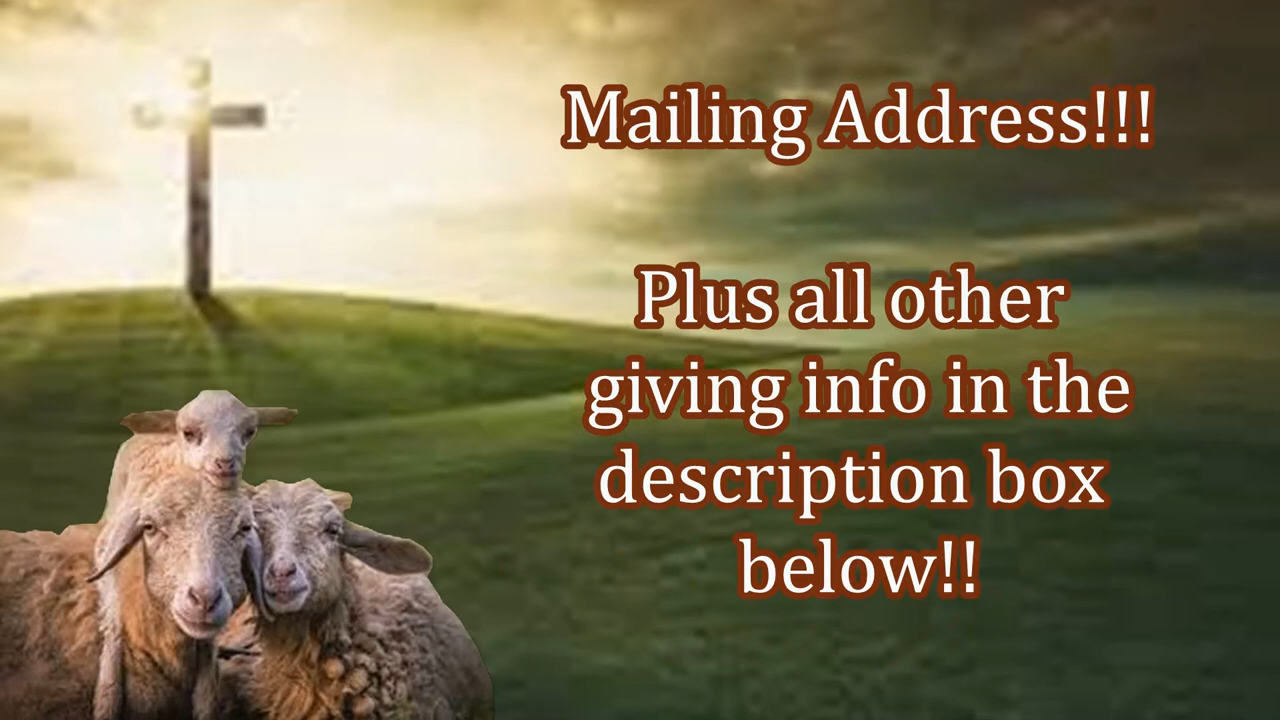 Mailing Address!!!
Plus all other
giving info in the
description box
below!!